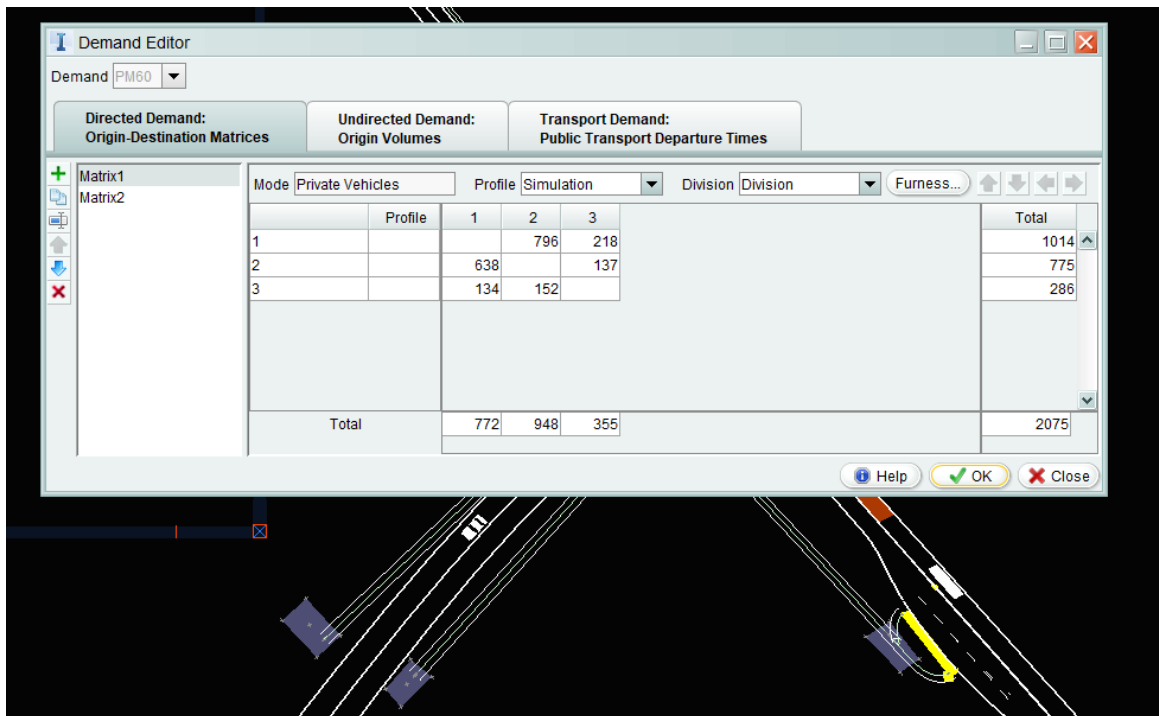 Demand Editor
Demand PM60
Directed Demand:
Origin-Destination Matrices
Undirected Demand:
Origin Volumes
Transport Demand:
Public Transport Departure Times
Matrix1
Matrix2
Mode Private Vehicles Profile Simulation Division Division Furness...
Profile 1 2 3 Total
1 796 218 1014
2 638 137 775
3 134 152 286
Total 772 948 355 2075
Help OK Close